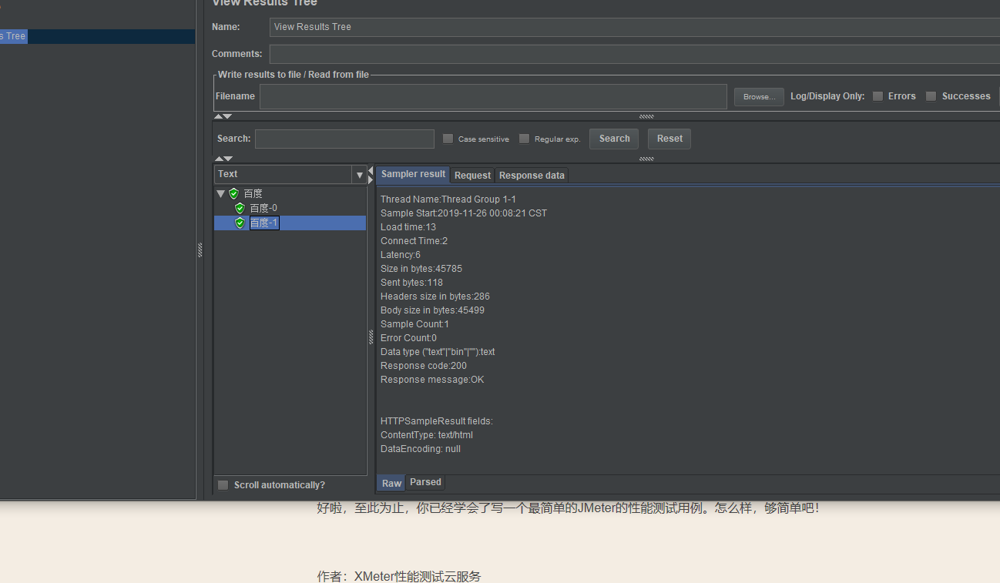 View Results Tree
s Tree
Name:
View Results Tree
Comments:
Write results to file / Read from file
Filename
Browse...
Log/Display Only:
Errors
Successes
Search:
Case sensitive
Regular exp.
Search
Reset
Text
Sampler result
Request
Response data
百度
百度-0
百度-1
Thread Name:Thread Group 1-1
Sample Start:2019-11-26 00:08:21 CST
Load time:13
Connect Time:2
Latency:6
Size in bytes:45785
Sent bytes:118
Headers size in bytes:286
Body size in bytes:45499
Sample Count:1
Error Count:0
Data type ("text"|"bin"|""):text
Response code:200
Response message:OK
HTTPSampleResult fields:
ContentType: text/html
DataEncoding: null
Scroll automatically?
Raw
Parsed
好啦，至此为止，你已经学会了写一个最简单的JMeter的性能测试用例。怎么样，够简单吧！
作者：XMeter性能测试云服务